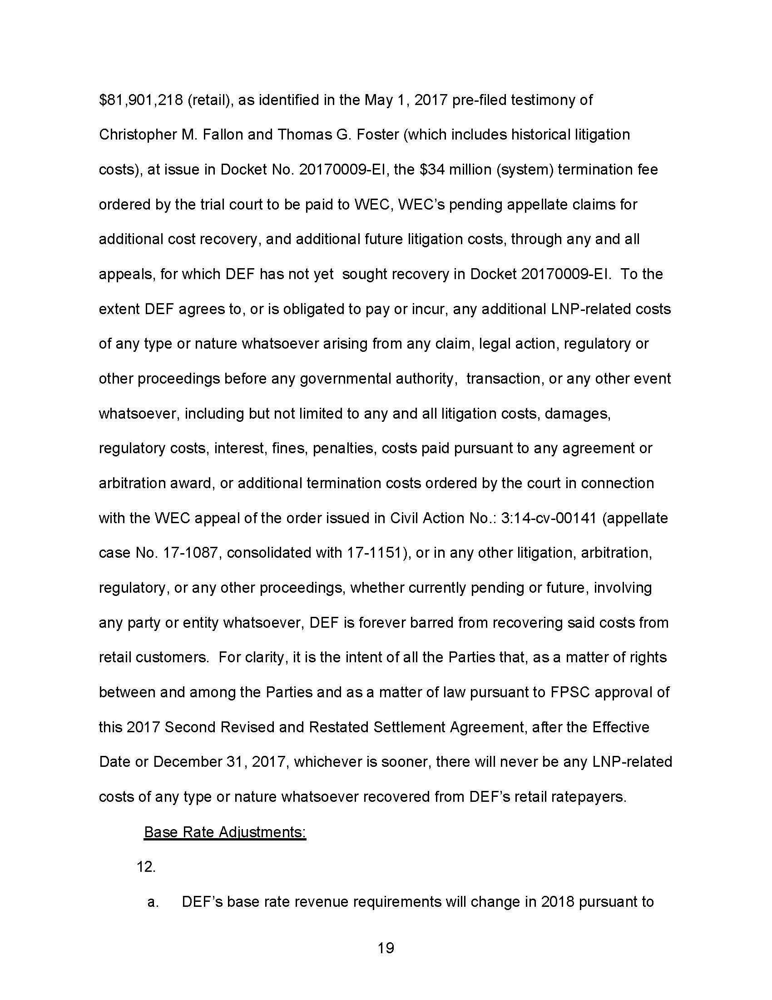 $81,901,218 (retail), as identified in the May 1, 2017 pre-filed testimony of
Christopher M. Fallon and Thomas G. Foster (which includes historical litigation
costs), at issue in Docket No. 20170009-EI, the $34 million (system) termination fee
ordered by the trial court to be paid to WEC, WEC’s pending appellate claims for
additional cost recovery, and additional future litigation costs, through any and all
appeals, for which DEF has not yet  sought recovery in Docket 20170009-EI.  To the
extent DEF agrees to, or is obligated to pay or incur, any additional LNP-related costs
of any type or nature whatsoever arising from any claim, legal action, regulatory or
other proceedings before any governmental authority,  transaction, or any other event
whatsoever, including but not limited to any and all litigation costs, damages,
regulatory costs, interest, fines, penalties, costs paid pursuant to any agreement or
arbitration award, or additional termination costs ordered by the court in connection
with the WEC appeal of the order issued in Civil Action No.: 3:14-cv-00141 (appellate
case No. 17-1087, consolidated with 17-1151), or in any other litigation, arbitration,
regulatory, or any other proceedings, whether currently pending or future, involving
any party or entity whatsoever, DEF is forever barred from recovering said costs from
retail customers.  For clarity, it is the intent of all the Parties that, as a matter of rights
between and among the Parties and as a matter of law pursuant to FPSC approval of
this 2017 Second Revised and Restated Settlement Agreement, after the Effective
Date or December 31, 2017, whichever is sooner, there will never be any LNP-related
costs of any type or nature whatsoever recovered from DEF’s retail ratepayers.
Base Rate Adjustments:
12.
a. DEF’s base rate revenue requirements will change in 2018 pursuant to
19